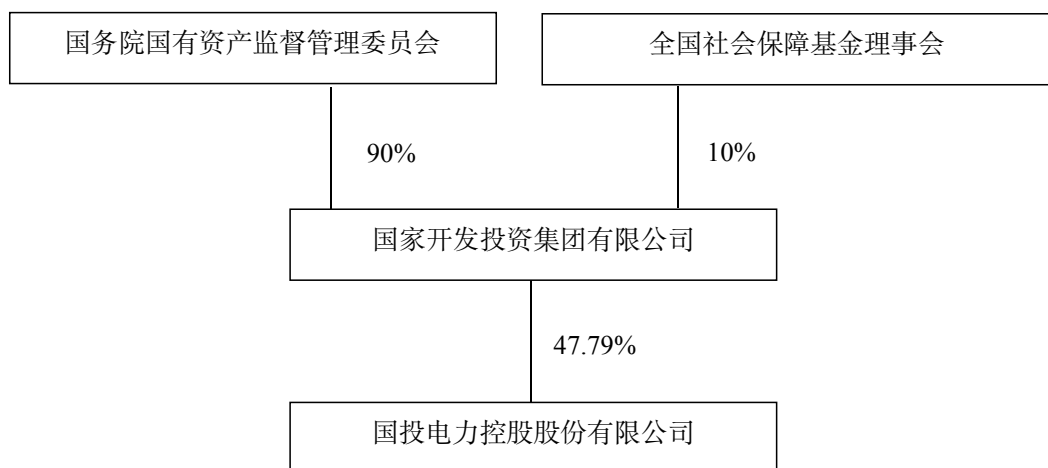 国务院国有资产监督管理委员会
全国社会保障基金理事会
90%
10%
国家开发投资集团有限公司
47.79%
国投电力控股股份有限公司